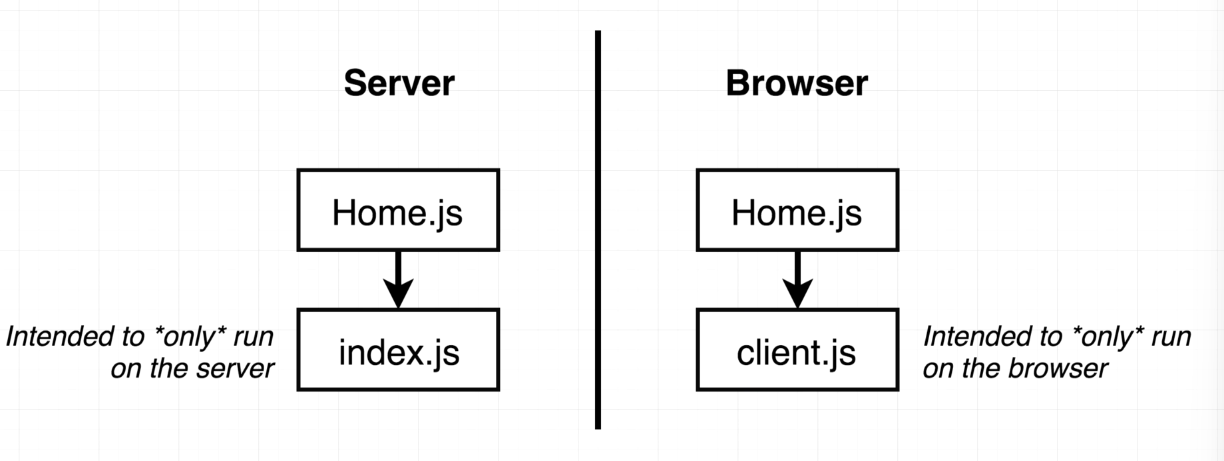 Server
Browser
Home.js
Home.js
Intended to *only* run
on the server
index.js
client.js
Intended to *only* run
on the browser